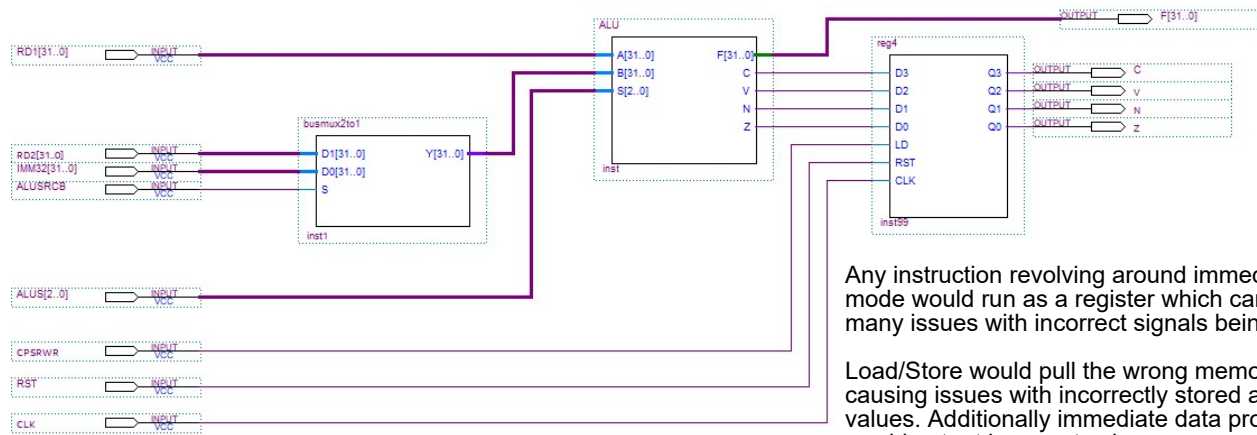 ALU
OUTPUT F[31..0]
RD1[31..0] INPUT VCC
A[31..0] F[31..0]
B[31..0] C
S[2..0] V
N
Z
inst
reg4
D3 Q3
D2 Q2
D1 Q1
D0 Q0
LD
RST
CLK
inst99
OUTPUT C
OUTPUT V
OUTPUT N
OUTPUT Z
busmux2to1
RD2[31..0] INPUT VCC
IMM32[31..0] INPUT VCC
ALUSRCB INPUT VCC
D1[31..0] Y[31..0]
D0[31..0]
S
inst1
ALUS[2..0] INPUT VCC
CPSRWR INPUT VCC
RST INPUT VCC
CLK INPUT VCC
Any instruction revolving around
mode would run as a register which
many issues with incorrect signals
Load/Store would pull the wrong
causing issues with incorrectly stored
values. Additionally immediate data